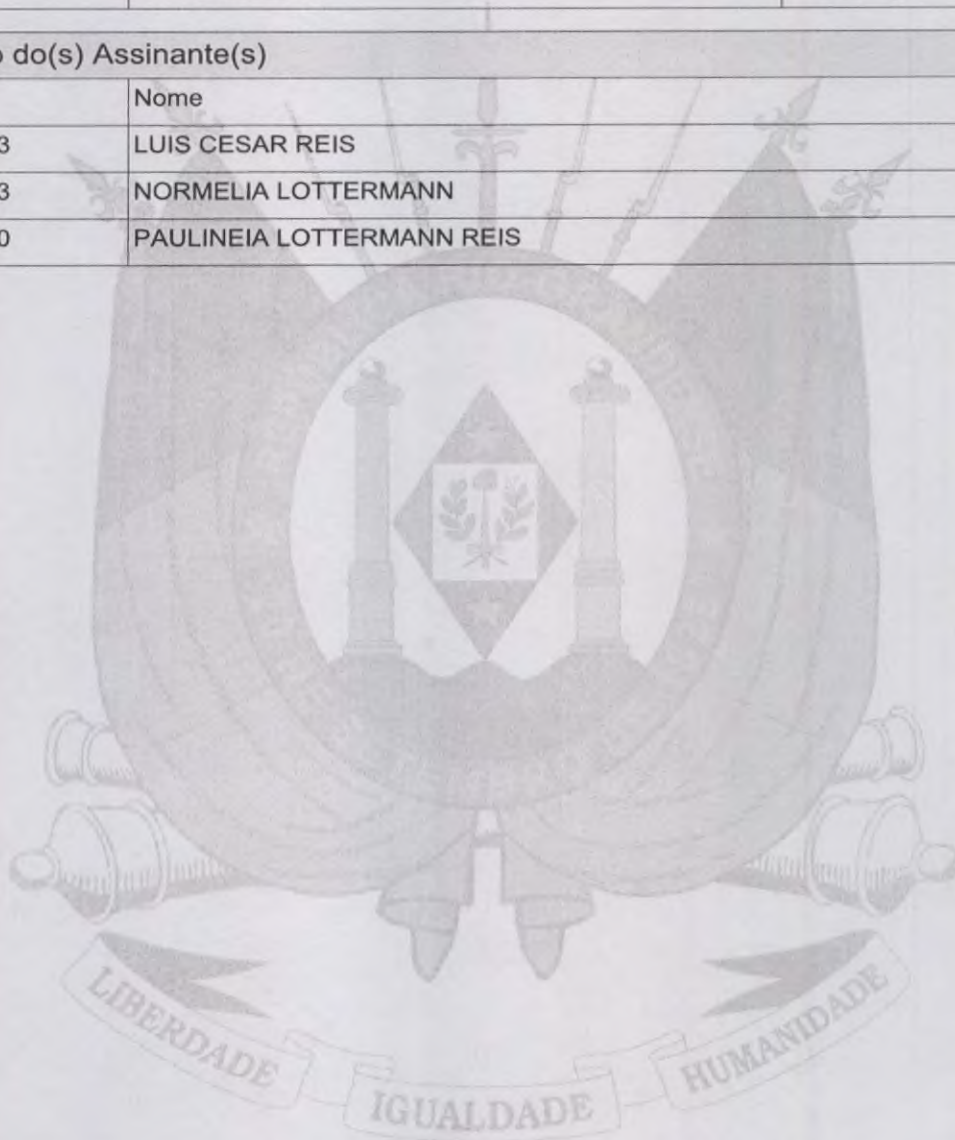 o do(s) Assinante(s)
Nome
3 LUIS CESAR REIS
3 NORMELIA LOTTERMANN
0 PAULINEIA LOTTERMANN REIS
LIBERDADE
IGUALDADE
HUMANIDADE